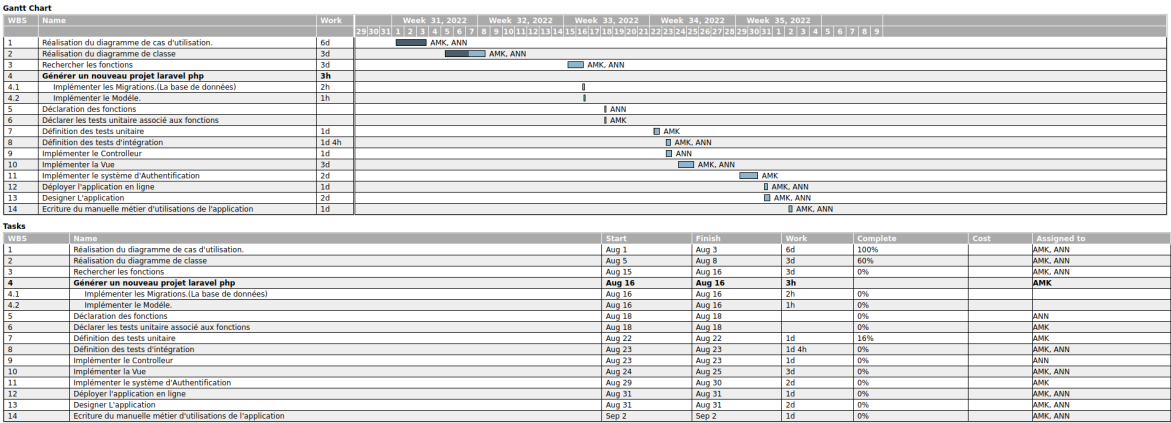 Gantt Chart
WBS Name Work Week 31, 2022 Week 32, 2022 Week 33, 2022 Week 34, 2022 Week 35, 2022
29 30 31 1 2 3 4 5 6 7 8 9 10 11 12 13 14 15 16 17 18 19 20 21 22 23 24 25 26 27 28 29 30 31 1 2 3 4 5 6 7 8 9
1 Réalisation du diagramme de cas d'utilisation. 6d AMK, ANN
2 Réalisation du diagramme de classe 3d AMK, ANN
3 Rechercher les fonctions 3d AMK, ANN
4 Générer un nouveau projet laravel php 3h
4.1 Implémenter les Migrations.(La base de données) 2h
4.2 Implémenter le Modéle. 1h
5 Déclaration des fonctions ANN
6 Déclarer les tests unitaire associé aux fonctions AMK
7 Définition des tests unitaire 1d AMK
8 Définition des tests d'intégration 1d 4h AMK, ANN
9 Implémenter le Controlleur 1d ANN
10 Implémenter la Vue 3d AMK, ANN
11 Implémenter le système d'Authentification 2d AMK
12 Déployer l'application en ligne 1d AMK, ANN
13 Designer L'application 2d AMK, ANN
14 Ecriture du manuelle métier d'utilisations de l'application 1d AMK, ANN
Tasks
WBS Name Start Finish Work Complete Cost Assigned to
1 Réalisation du diagramme de cas d'utilisation. Aug 1 Aug 3 6d 100% AMK, ANN
2 Réalisation du diagramme de classe Aug 5 Aug 8 3d 60% AMK, ANN
3 Rechercher les fonctions Aug 15 Aug 16 3d 0% AMK, ANN
4 Générer un nouveau projet laravel php Aug 16 Aug 16 3h AMK
4.1 Implémenter les Migrations.(La base de données) Aug 16 Aug 16 2h 0%
4.2 Implémenter le Modéle. Aug 16 Aug 16 1h 0%
5 Déclaration des fonctions Aug 18 Aug 18 0% ANN
6 Déclarer les tests unitaire associé aux fonctions Aug 18 Aug 18 0% AMK
7 Définition des tests unitaire Aug 22 Aug 22 1d 16% AMK
8 Définition des tests d'intégration Aug 23 Aug 23 1d 4h 0% AMK, ANN
9 Implémenter le Controlleur Aug 23 Aug 23 1d 0% ANN
10 Implémenter la Vue Aug 24 Aug 25 3d 0% AMK, ANN
11 Implémenter le système d'Authentification Aug 29 Aug 30 2d 0% AMK
12 Déployer l'application en ligne Aug 31 Aug 31 1d 0% AMK, ANN
13 Designer L'application Aug 31 Aug 31 2d 0% AMK, ANN
14 Ecriture du manuelle métier d'utilisations de l'application Sep 2 Sep 2 1d 0% AMK, ANN